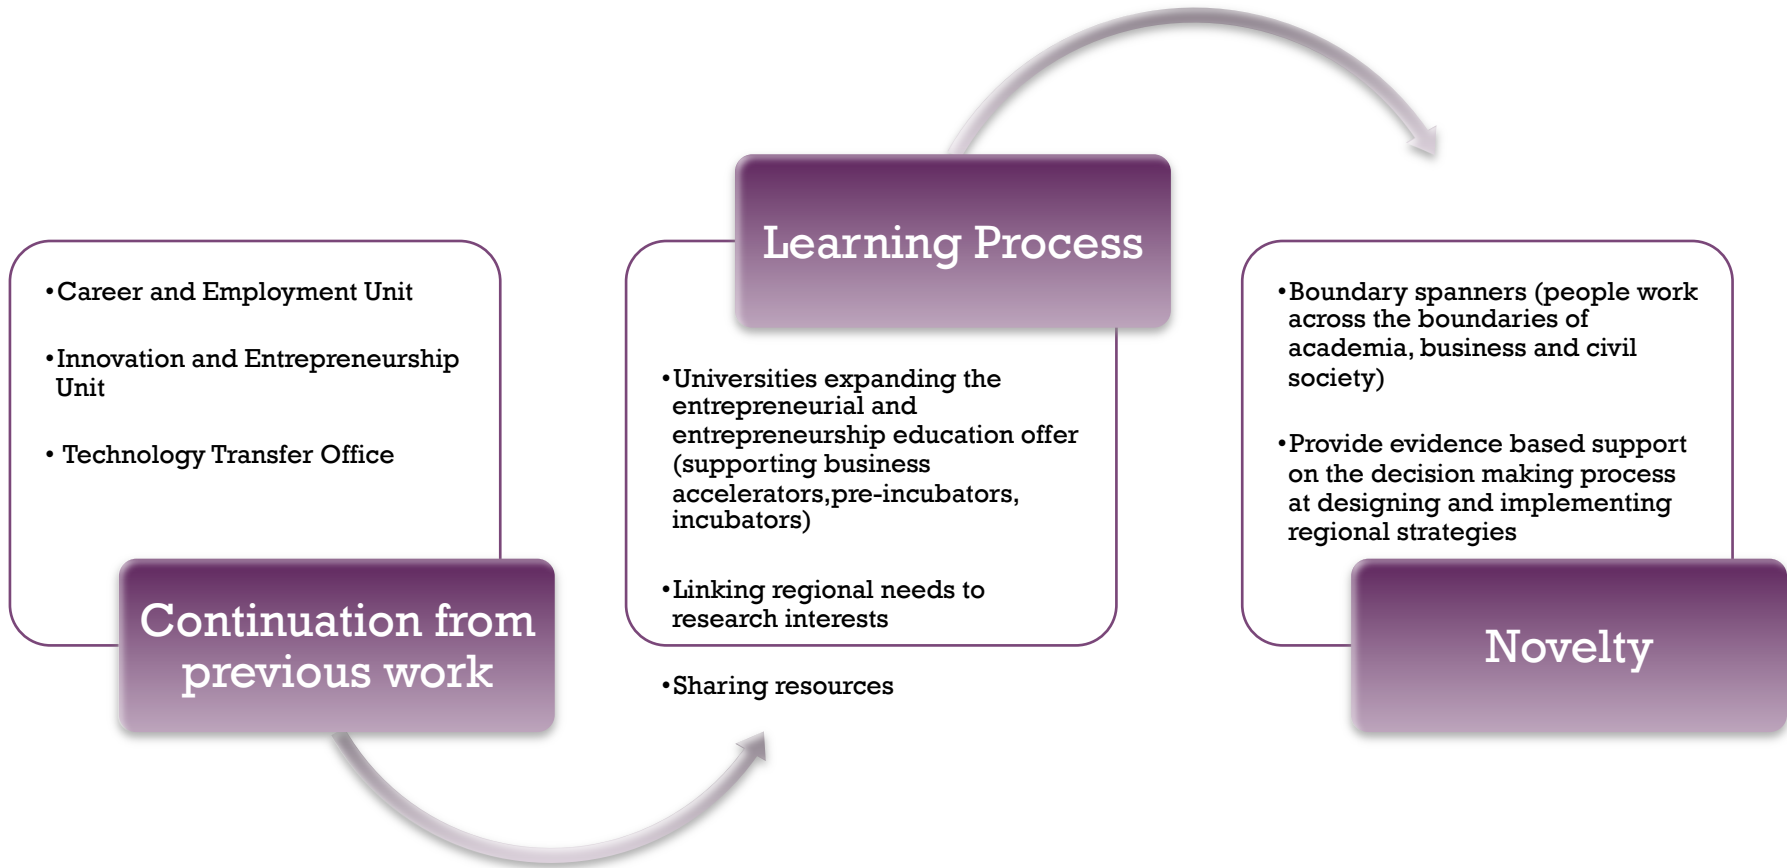 •Career and Employment Unit
•Innovation and Entrepreneurship
Unit
• Technology Transfer Office
Continuation from
previous work
Learning Process
•Universities expanding the
entrepreneurial and
entrepreneurship education offer
(supporting business
accelerators,pre-incubators,
incubators)
•Linking regional needs to
research interests
•Sharing resources
•Boundary spanners (people work
across the boundaries of
academia, business and civil
society)
•Provide evidence based support
on the decision making process
at designing and implementing
regional strategies
Novelty